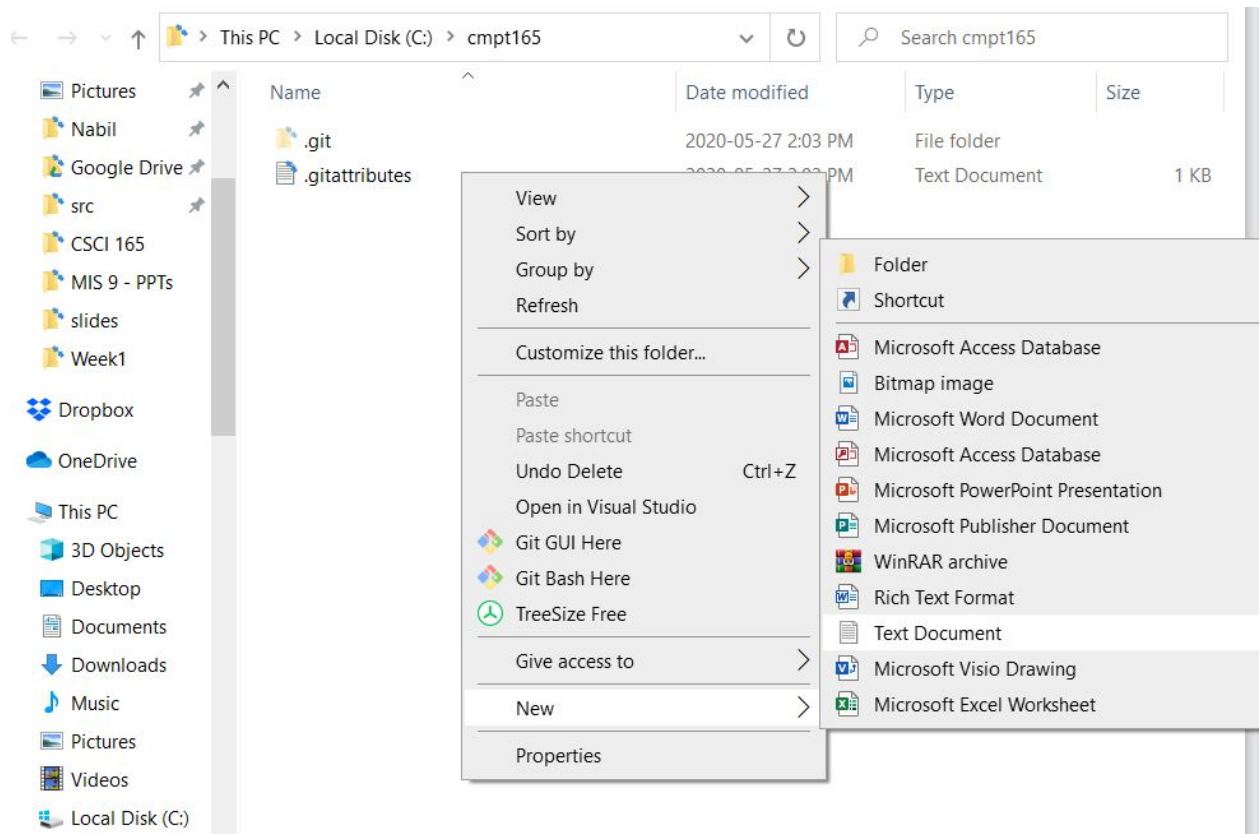 This PC > Local Disk (C:) > cmpt165
Search cmpt165
Pictures
Nabil
Google Drive
src
CSCI 165
MIS 9 - PPTs
slides
Week1
Dropbox
OneDrive
This PC
3D Objects
Desktop
Documents
Downloads
Music
Pictures
Videos
Local Disk (C:)
Name Date modified Type Size
.git 2020-05-27 2:03 PM File folder
.gitattributes PM Text Document 1 KB
View
Sort by
Group by
Refresh
Customize this folder...
Paste
Paste shortcut
Undo Delete Ctrl+Z
Open in Visual Studio
Git GUI Here
Git Bash Here
TreeSize Free
Give access to
New
Properties
Folder
Shortcut
Microsoft Access Database
Bitmap image
Microsoft Word Document
Microsoft Access Database
Microsoft PowerPoint Presentation
Microsoft Publisher Document
WinRAR archive
Rich Text Format
Text Document
Microsoft Visio Drawing
Microsoft Excel Worksheet